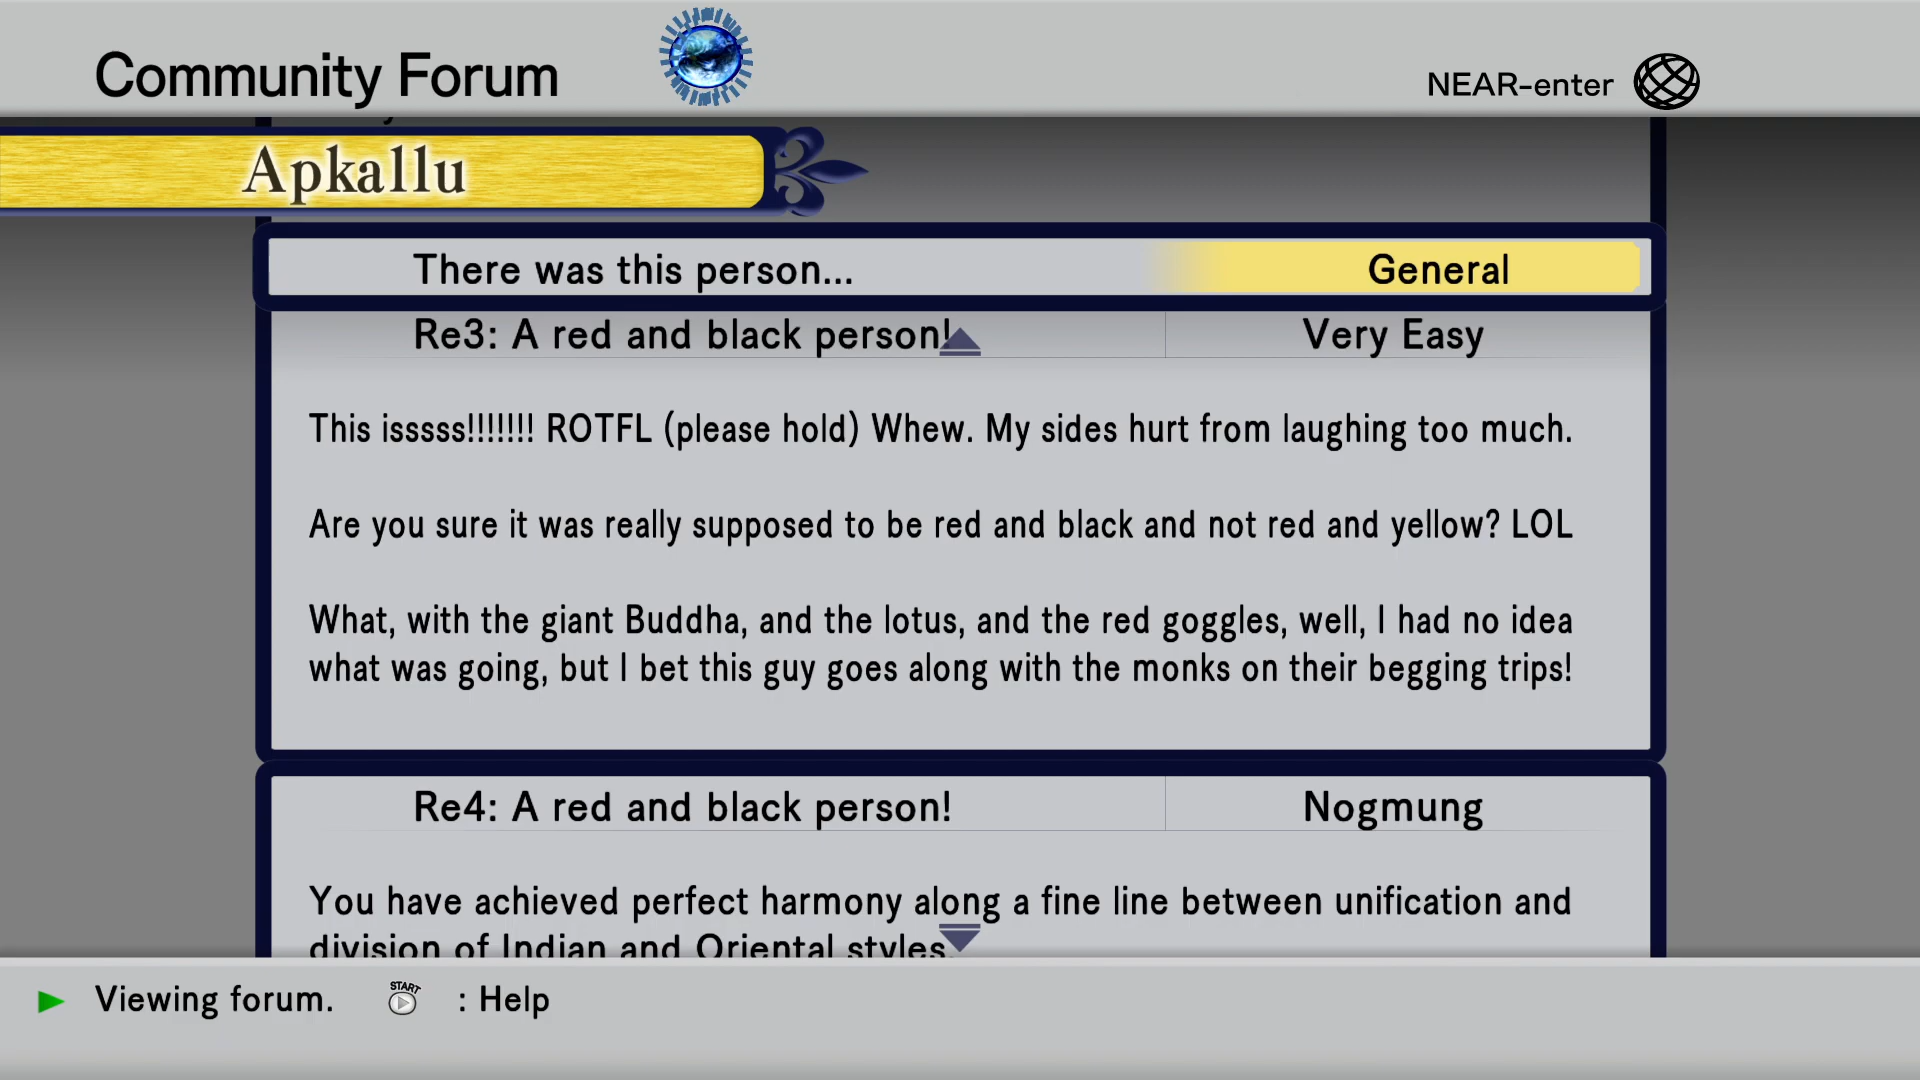 Community Forum
NEAR-enter
Apkallu
There was this person...
General
Re3: A red and black person!
Very Easy
This isssss!!!!!!! ROTFL (please hold) Whew. My sides hurt from laughing too much.
Are you sure it was really supposed to be red and black and not red and yellow? LOL
What, with the giant Buddha, and the lotus, and the red goggles, well, I had no idea
what was going, but I bet this guy goes along with the monks on their begging trips!
Re4: A red and black person!
Nogmung
You have achieved perfect harmony along a fine line between unification and
division of Indian and Oriental styles.
Viewing forum.
START
: Help